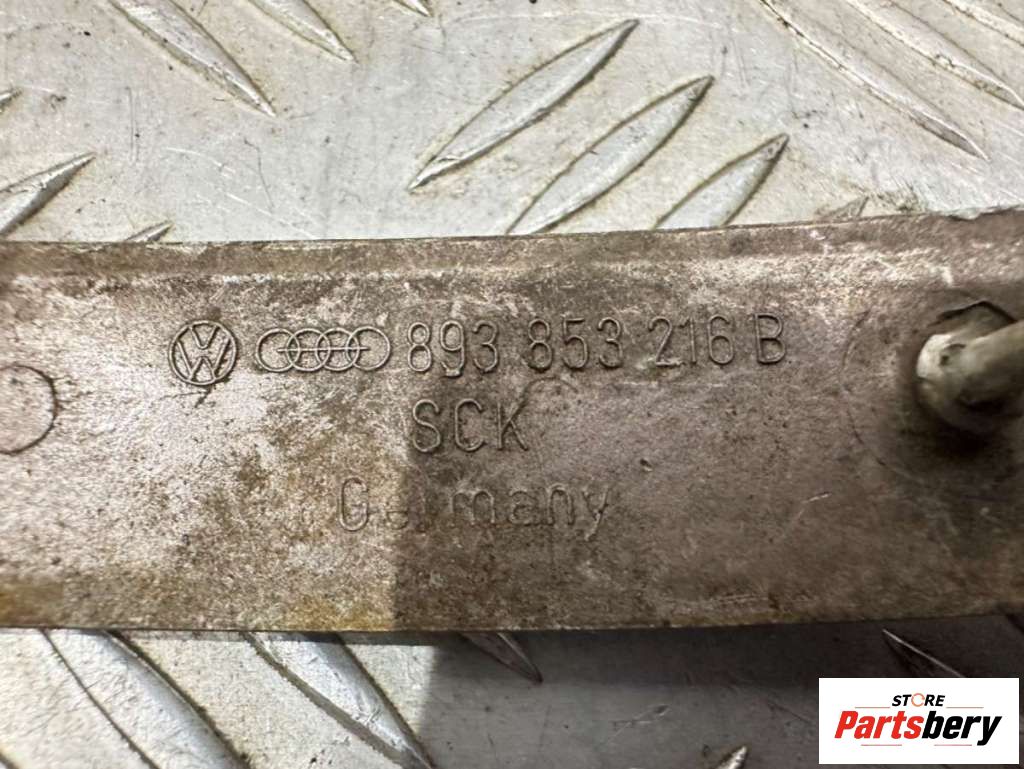 893 853 216 B
SCK
Germany
STORE
Partsbery